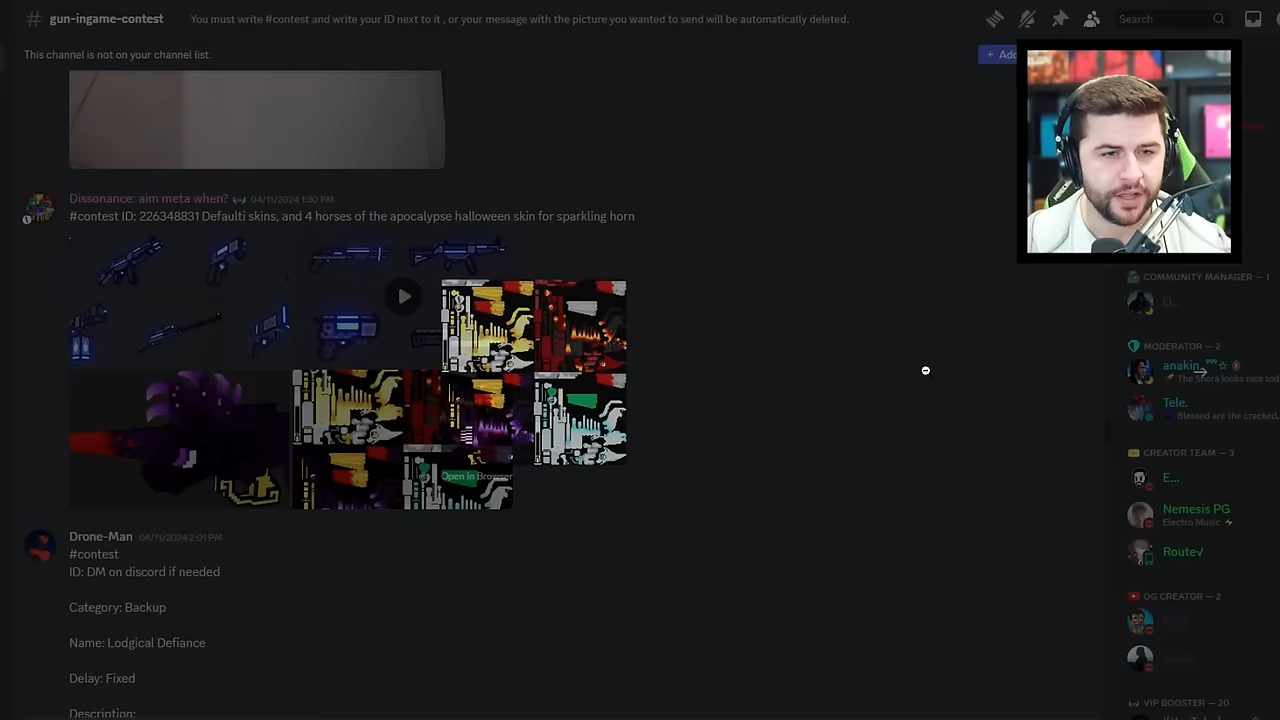 # gun-ingame-contest
You must write #contest and write your ID next to it , or your message with the picture you wanted to send will be automatically deleted.
Search
This channel is not on your channel list.
+ Add
Dissonance: aim meta when? 04/11/2024 1:30 PM
#contest ID: 226348831 Defaulti skins, and 4 horses of the apocalypse halloween skin for sparkling horn
Open in Browser
Drone-Man 04/11/2024 2:01 PM
#contest
ID: DM on discord if needed
Category: Backup
Name: Lodgical Defiance
Delay: Fixed
Description:
COMMUNITY MANAGER — 1
G...
MODERATOR — 2
anakin.
The Shora looks nice tod
Tele.
Blessed are the cracked,
CREATOR TEAM — 3
E...
Nemesis PG
Electro Music
Route√
OG CREATOR — 2
VIP BOOSTER — 20